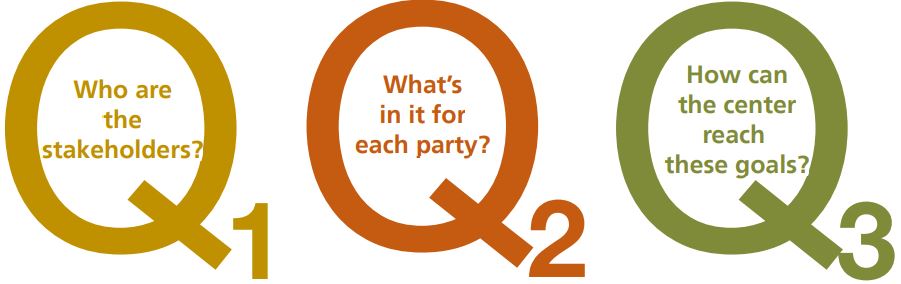 Who are
the
stakeholders?
Q1
What's
in it for
each party?
Q2
How can
the center
reach
these goals?
Q3